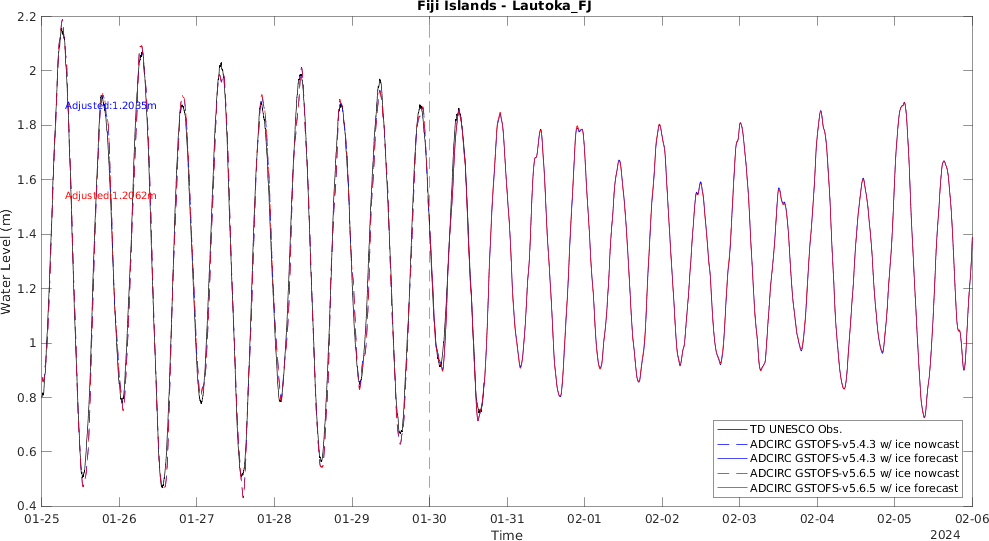 Fiji Islands - Lautoka_FJ
2.2
2
1.8
1.6
1.4
1.2
1
0.8
0.6
0.4
Water Level (m)
Adjusted:1.2035m
Adjusted:1.2062m
TD UNESCO Obs.
ADCIRC GSTOFS-v5.4.3 w/ ice nowcast
ADCIRC GSTOFS-v5.4.3 w/ ice forecast
ADCIRC GSTOFS-v5.6.5 w/ ice nowcast
ADCIRC GSTOFS-v5.6.5 w/ ice forecast
01-25 01-26 01-27 01-28 01-29 01-30 01-31 02-01 02-02 02-03 02-04 02-05 02-06
Time
2024